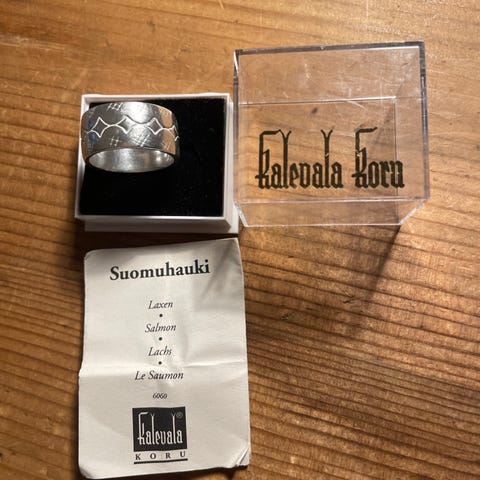 Kalevala Koru
Suomuhauki
Laxen
•
Salmon
•
Lachs
•
Le Saumon
6060
Kalevala®
KORU